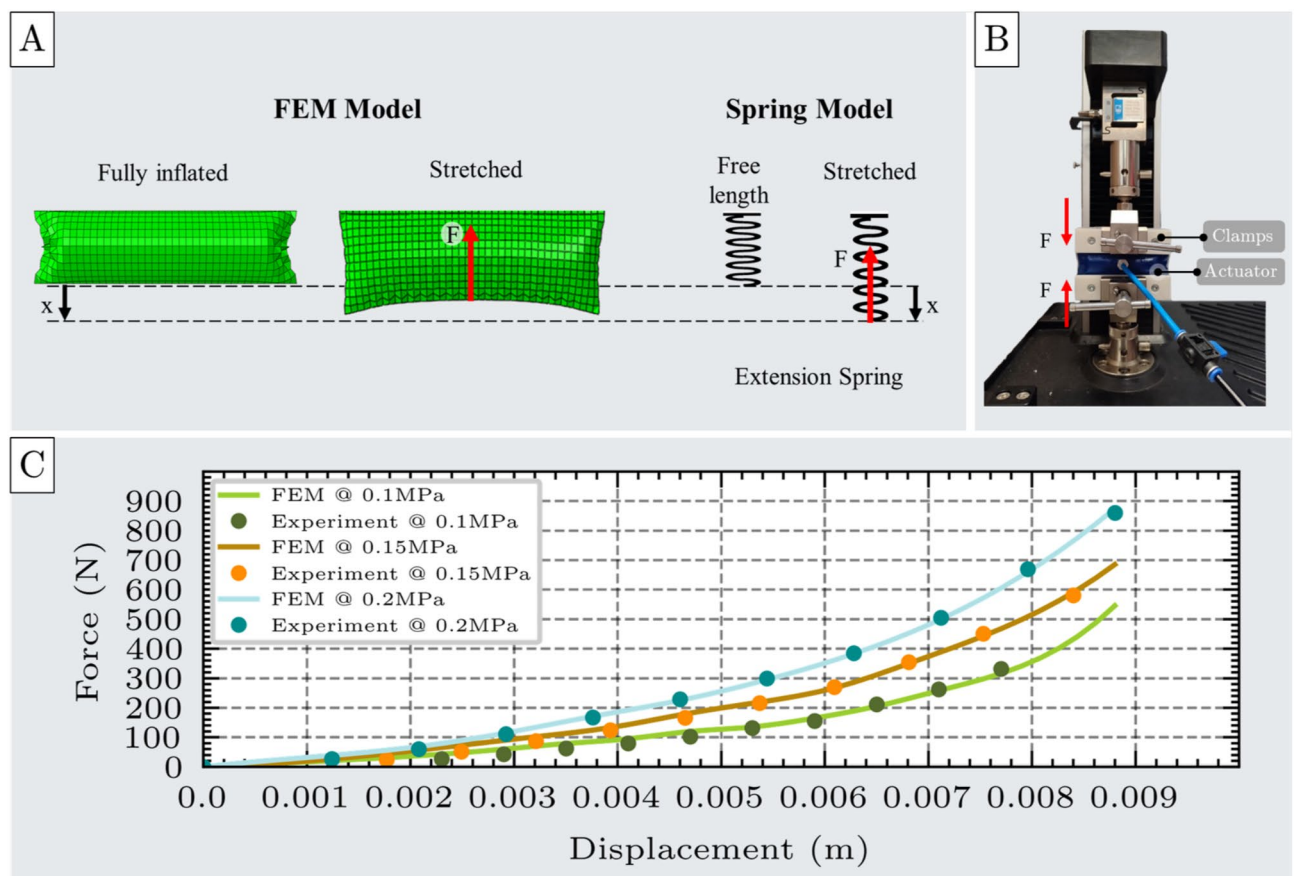 A
FEM Model
Spring Model
Fully inflated
Stretched
Free
length
Stretched
F
F
x
x
Extension Spring
B
S
S
F
Clamps
Actuator
F
C
FEM @ 0.1MPa
Experiment @ 0.1MPa
FEM @ 0.15MPa
Experiment @ 0.15MPa
FEM @ 0.2MPa
Experiment @ 0.2MPa
Force (N)
900
800
700
600
500
400
300
200
100
0
0.0 0.001 0.002 0.003 0.004 0.005 0.006 0.007 0.008 0.009
Displacement (m)